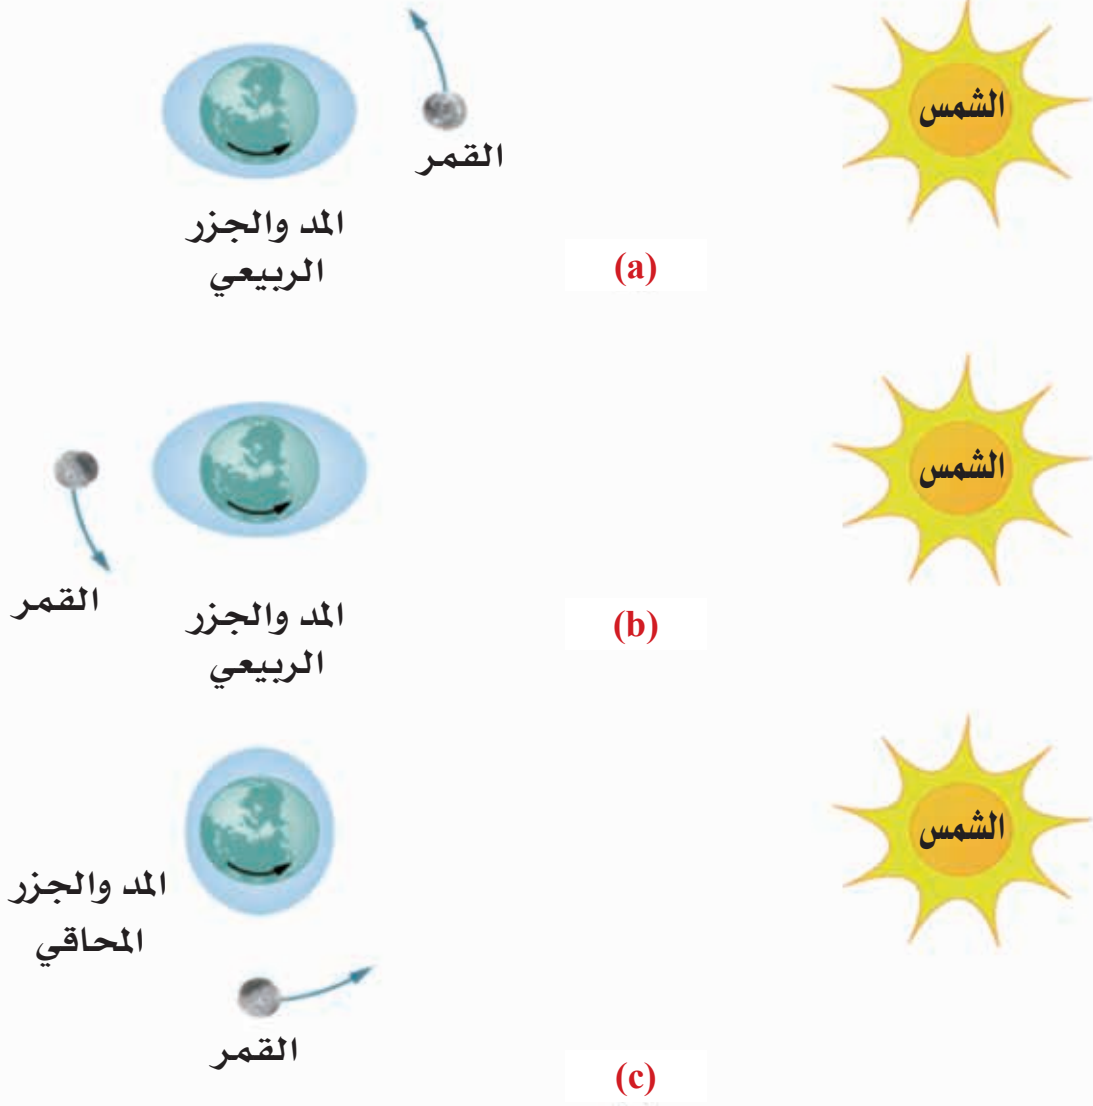 الشمس
القمر
المد والجزر
الربيعي
(a)
الشمس
القمر
المد والجزر
الربيعي
(b)
الشمس
المد والجزر
المحاقي
القمر
(c)